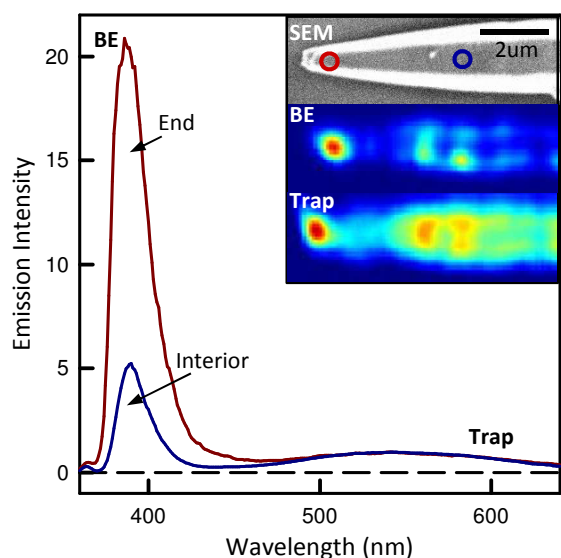 BE
End
Interior
Trap
SEM
2um
BE
Trap
20
15
10
5
0
400
500
600
Emission Intensity
Wavelength (nm)